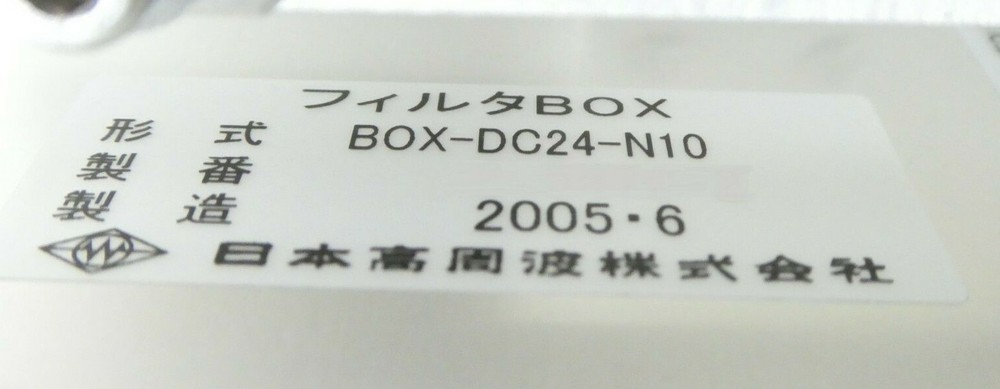 フィルタBOX
形式 BOX-DC24-N10
製番
製造 2005・6
日本高周波株式会社